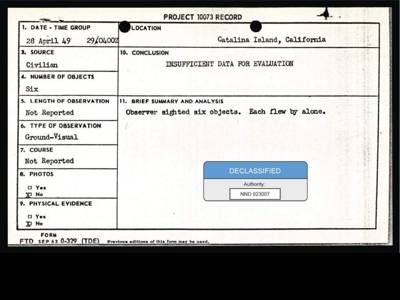 PROJECT 10073 RECORD
1. DATE - TIME GROUP
28 April 49 29/0400Z
LOCATION
Catalina Island, California
3. SOURCE
Civilian
10. CONCLUSION
INSUFFICIENT DATA FOR EVALUATION
4. NUMBER OF OBJECTS
Six
5. LENGTH OF OBSERVATION
Not Reported
11. BRIEF SUMMARY AND ANALYSIS
Observer sighted six objects. Each flew by alone.
6. TYPE OF OBSERVATION
Ground-Visual
7. COURSE
Not Reported
8. PHOTOS
Yes
No
9. PHYSICAL EVIDENCE
Yes
No
DECLASSIFIED
Authority:
NND 923007
FORM
FTD SEP 63 0-329 (TDE) Previous editions of this form may be used.